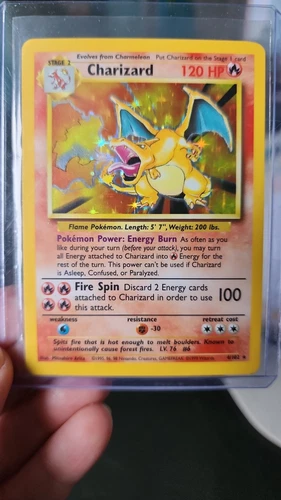 Evolves from Charmeleon Put Charizard on the Stage 1 card
STAGE 2
Charizard 120 HP
Flame Pokémon. Length: 5' 7", Weight: 200 lbs.
Pokémon Power: Energy Burn As often as you
like during your turn (before your attack), you may turn
all Energy attached to Charizard into Energy for the
rest of the turn. This power can't be used if Charizard
is Asleep, Confused, or Paralyzed.
Fire Spin Discard 2 Energy cards
attached to Charizard in order to use
this attack.
100
weakness resistance retreat cost
-30
Spits fire that is hot enough to melt boulders. Known to
unintentionally cause forest fires. LV. 76 #6
4/102